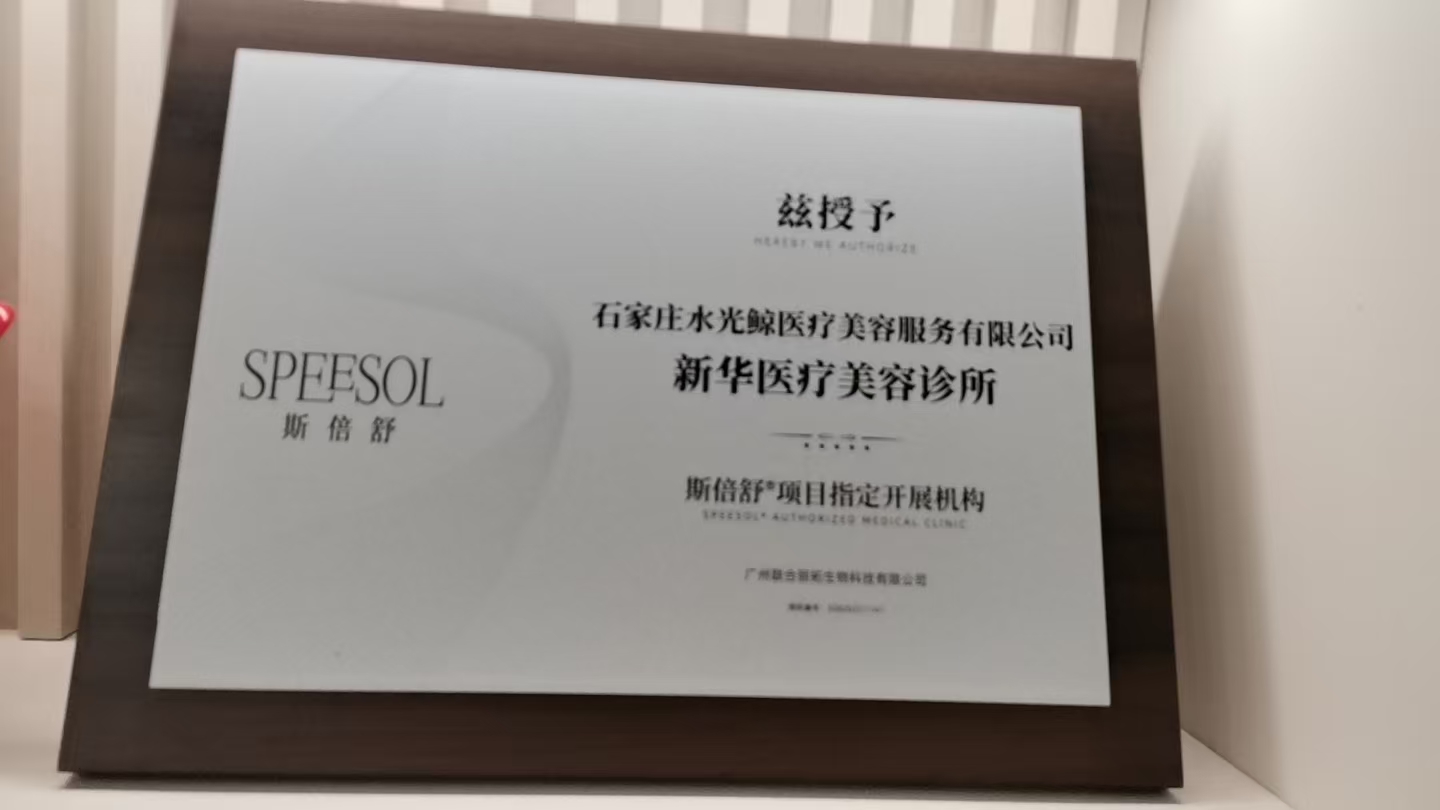 兹授予
HEREBY WE AUTHORIZE
石家庄水光鲸医疗美容服务有限公司
新华医疗美容诊所
SPEESOL
斯倍舒
斯倍舒®项目指定开展机构
SPEESOL® AUTHORIZED MEDICAL CLINIC
广州联合丽拓生物科技有限公司